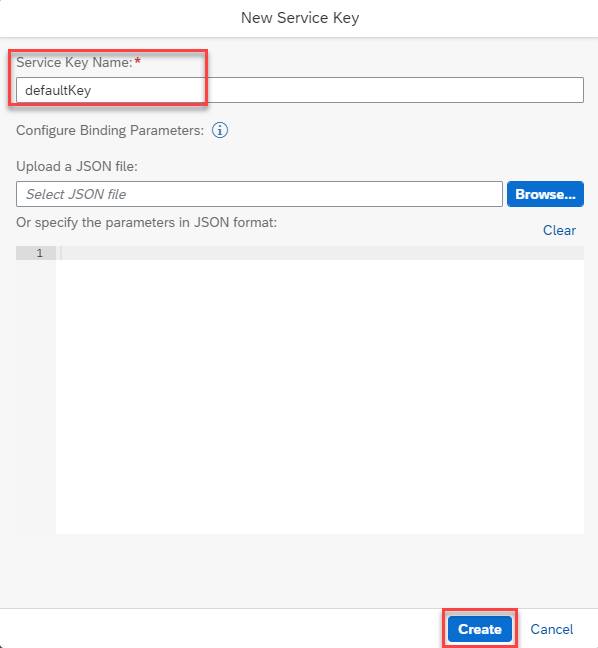 New Service Key
Service Key Name:*
defaultKey
Configure Binding Parameters:
Upload a JSON file:
Select JSON file
Browse...
Or specify the parameters in JSON format:
Clear
1
Create
Cancel